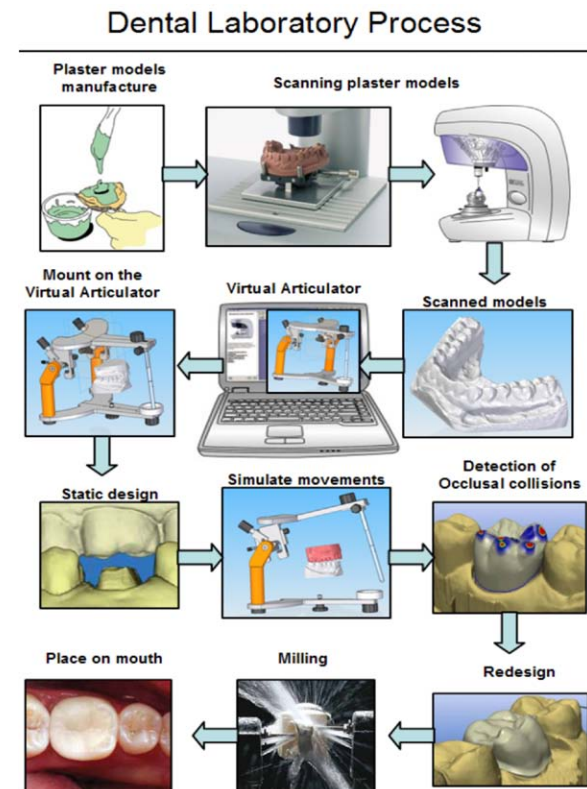 Dental Laboratory Process
Plaster models
manufacture
Scanning plaster models
Mount on the
Virtual Articulator
Virtual Articulator
Scanned models
Static design
Simulate movements
Detection of
Occlusal collisions
Place on mouth
Milling
Redesign